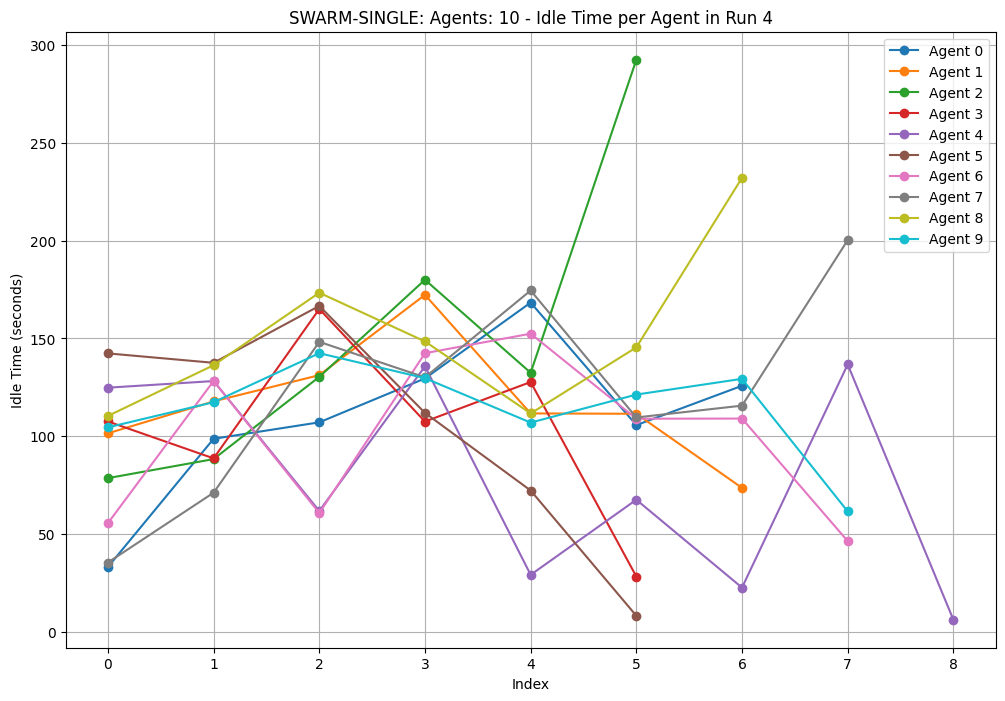 SWARM-SINGLE: Agents: 10 - Idle Time per Agent in Run 4
300
250
200
150
100
50
0
Idle Time (seconds)
0 1 2 3 4 5 6 7 8
Index
Agent 0
Agent 1
Agent 2
Agent 3
Agent 4
Agent 5
Agent 6
Agent 7
Agent 8
Agent 9